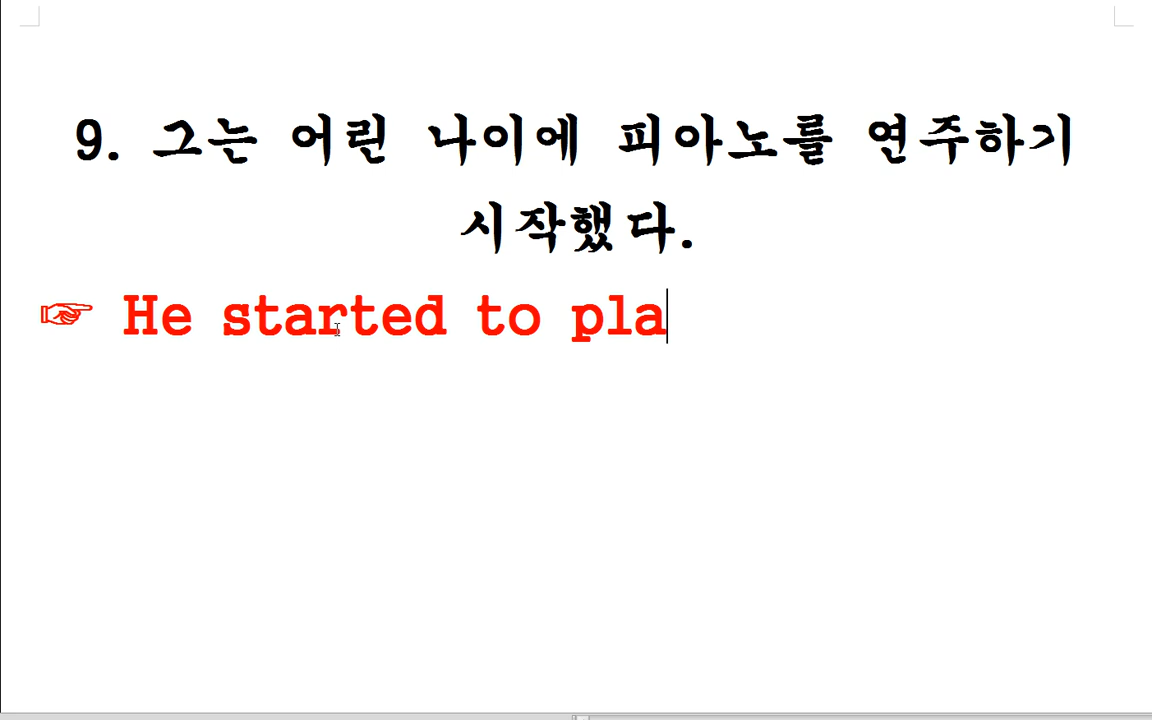 9. 그는 어린 나이에 피아노를 연주하기
시작했다.
☞ He started to pla